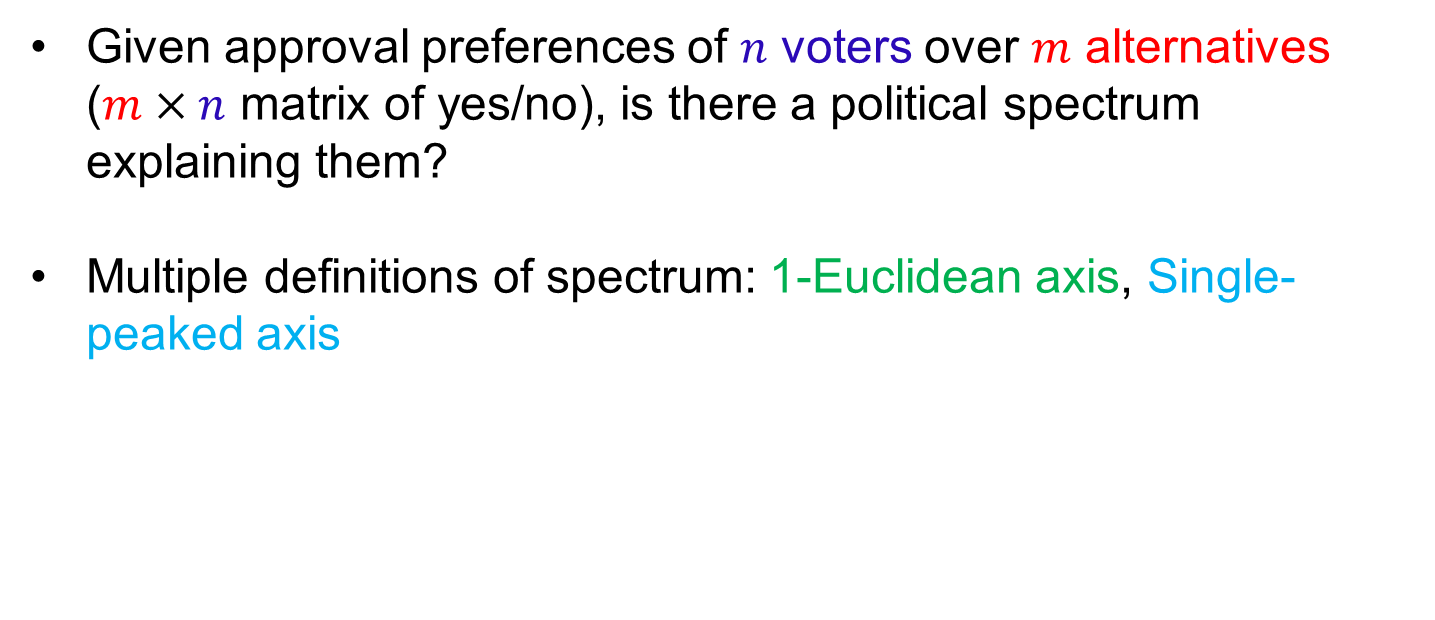 • Given approval preferences of n voters over m alternatives
(m × n matrix of yes/no), is there a political spectrum
explaining them?
• Multiple definitions of spectrum: 1-Euclidean axis, Single-
peaked axis